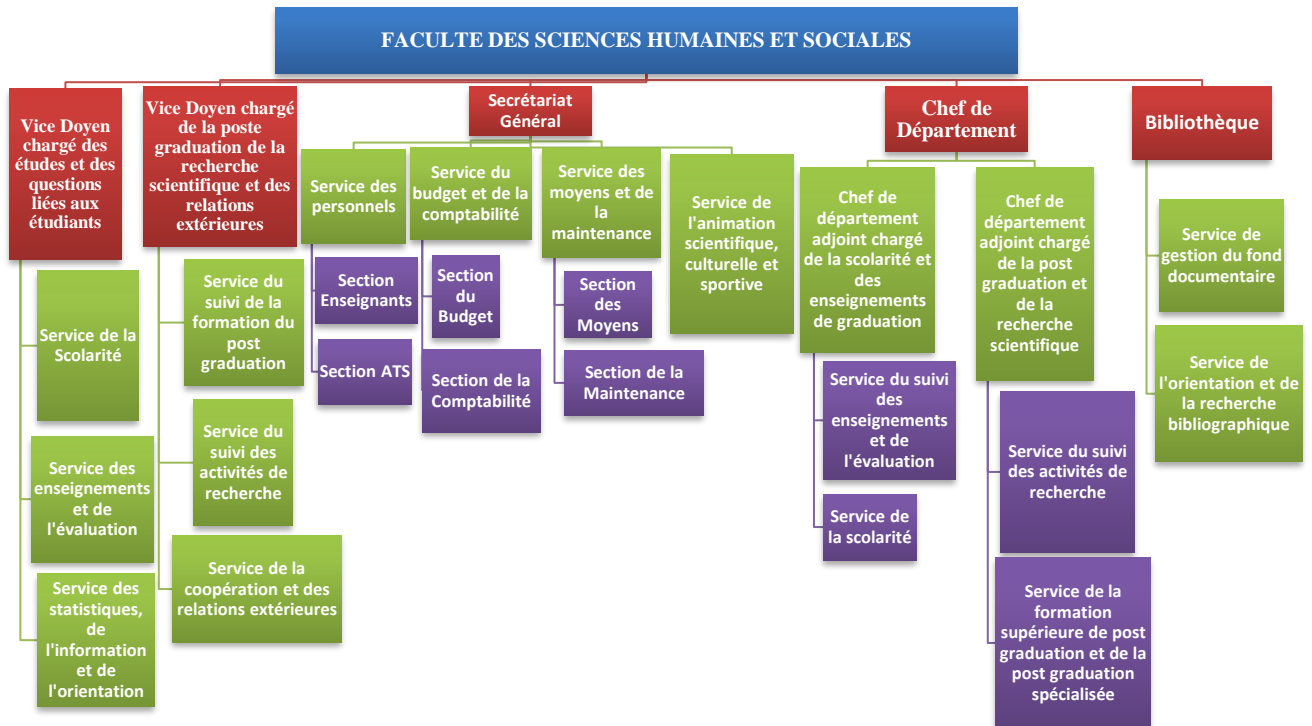 FACULTE DES SCIENCES HUMAINES ET SOCIALES
Vice Doyen
chargé des
études et des
questions
liées aux
étudiants
Service de la
Scolarité
Service des
enseignements
et de
l'évaluation
Service des
statistiques,
de
l'information
et de
l'orientation
Vice Doyen chargé
de la poste
graduation de la
recherche
scientifique et des
relations
extérieures
Service du
suivi de la
formation du
post
graduation
Service du
suivi des
activités de
recherche
Service de la
coopération et des
relations extérieures
Secrétariat
Général
Service des
personnels
Section
Enseignants
Section ATS
Service du
budget et de la
comptabilité
Section
du
Budget
Section de la
Comptabilité
Service des
moyens et de
la
maintenance
Section
des
Moyens
Section de la
Maintenance
Service de
l'animation
scientifique,
culturelle et
sportive
Chef de
Département
Chef de
département
adjoint chargé
de la scolarité et
des
enseignements
de graduation
Service du suivi
des
enseignements
et de
l'évaluation
Service de
la scolarité
Chef de
département
adjoint chargé
de la post
graduation et
de la
recherche
scientifique
Service du suivi
des activités de
recherche
Service de la
formation
supérieure de post
graduation et de la
post graduation
spécialisée
Bibliothèque
Service de
gestion du fond
documentaire
Service de
l'orientation et de
la recherche
bibliographique